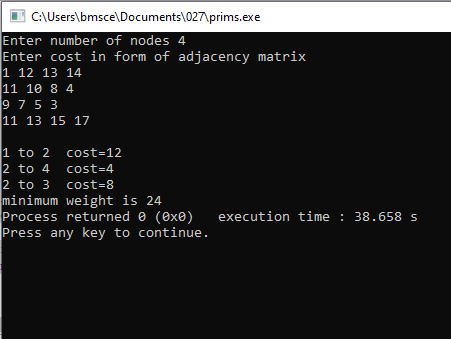 C:\Users\bmsce\Documents\027\prims.exe
Enter number of nodes 4
Enter cost in form of adjacency matrix
1 12 13 14
11 10 8 4
9 7 5 3
11 13 15 17
1 to 2  cost=12
2 to 4  cost=4
2 to 3  cost=8
minimum weight is 24
Process returned 0 (0x0)   execution time : 38.658 s
Press any key to continue.